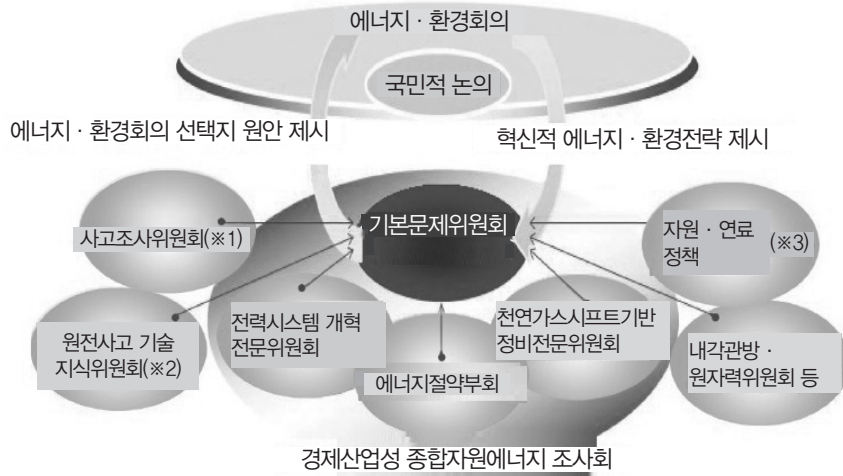 에너지 · 환경회의
국민적 논의
에너지 · 환경회의 선택지 원안 제시
혁신적 에너지 · 환경전략 제시
기본문제위원회
사고조사위원회(※1)
자원 · 연료
정책
(※3)
원전사고 기술
지식위원회(※2)
전력시스템 개혁
전문위원회
에너지절약부회
천연가스시프트기반
정비전문위원회
내각관방 ·
원자력위원회 등
경제산업성 종합자원에너지 조사회